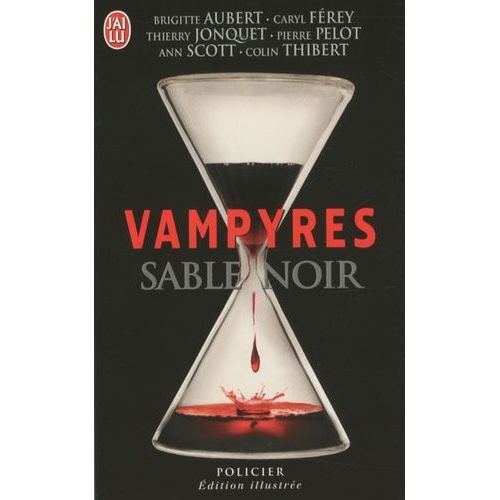 J'AI
LU
BRIGITTE AUBERT · CARYL FÉREY
THIERRY JONQUET · PIERRE PELOT
ANN SCOTT · COLIN THIBERT
VAMPYRES
SABLE NOIR
POLICIER
Édition illustrée